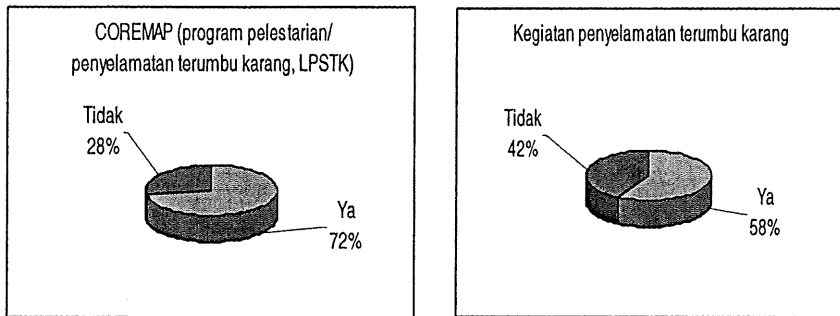 COREMAP (program pelestarian/
penyelamatan terumbu karang, LPSTK)
Tidak
28%
Ya
72%
Kegiatan penyelamatan terumbu karang
Tidak
42%
Ya
58%